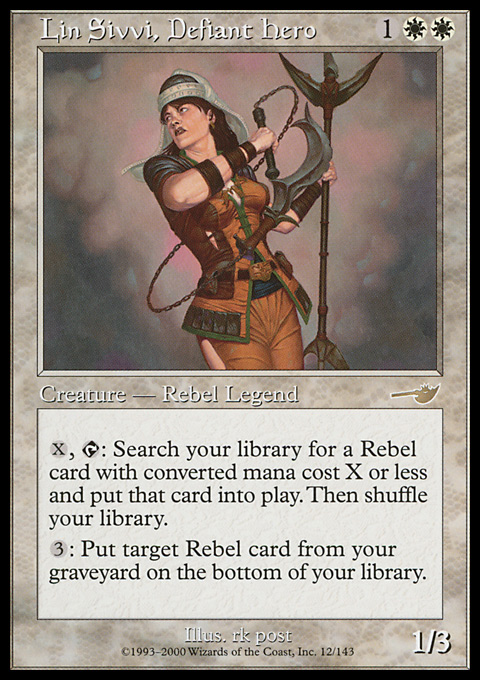 Lin Sivvi, Defiant Hero 1
Creature — Rebel Legend
X, : Search your library for a Rebel
card with converted mana cost X or less
and put that card into play. Then shuffle
your library.
3: Put target Rebel card from your
graveyard on the bottom of your library.
Illus. rk post
©1993–2000 Wizards of the Coast, Inc. 12/143
1/3